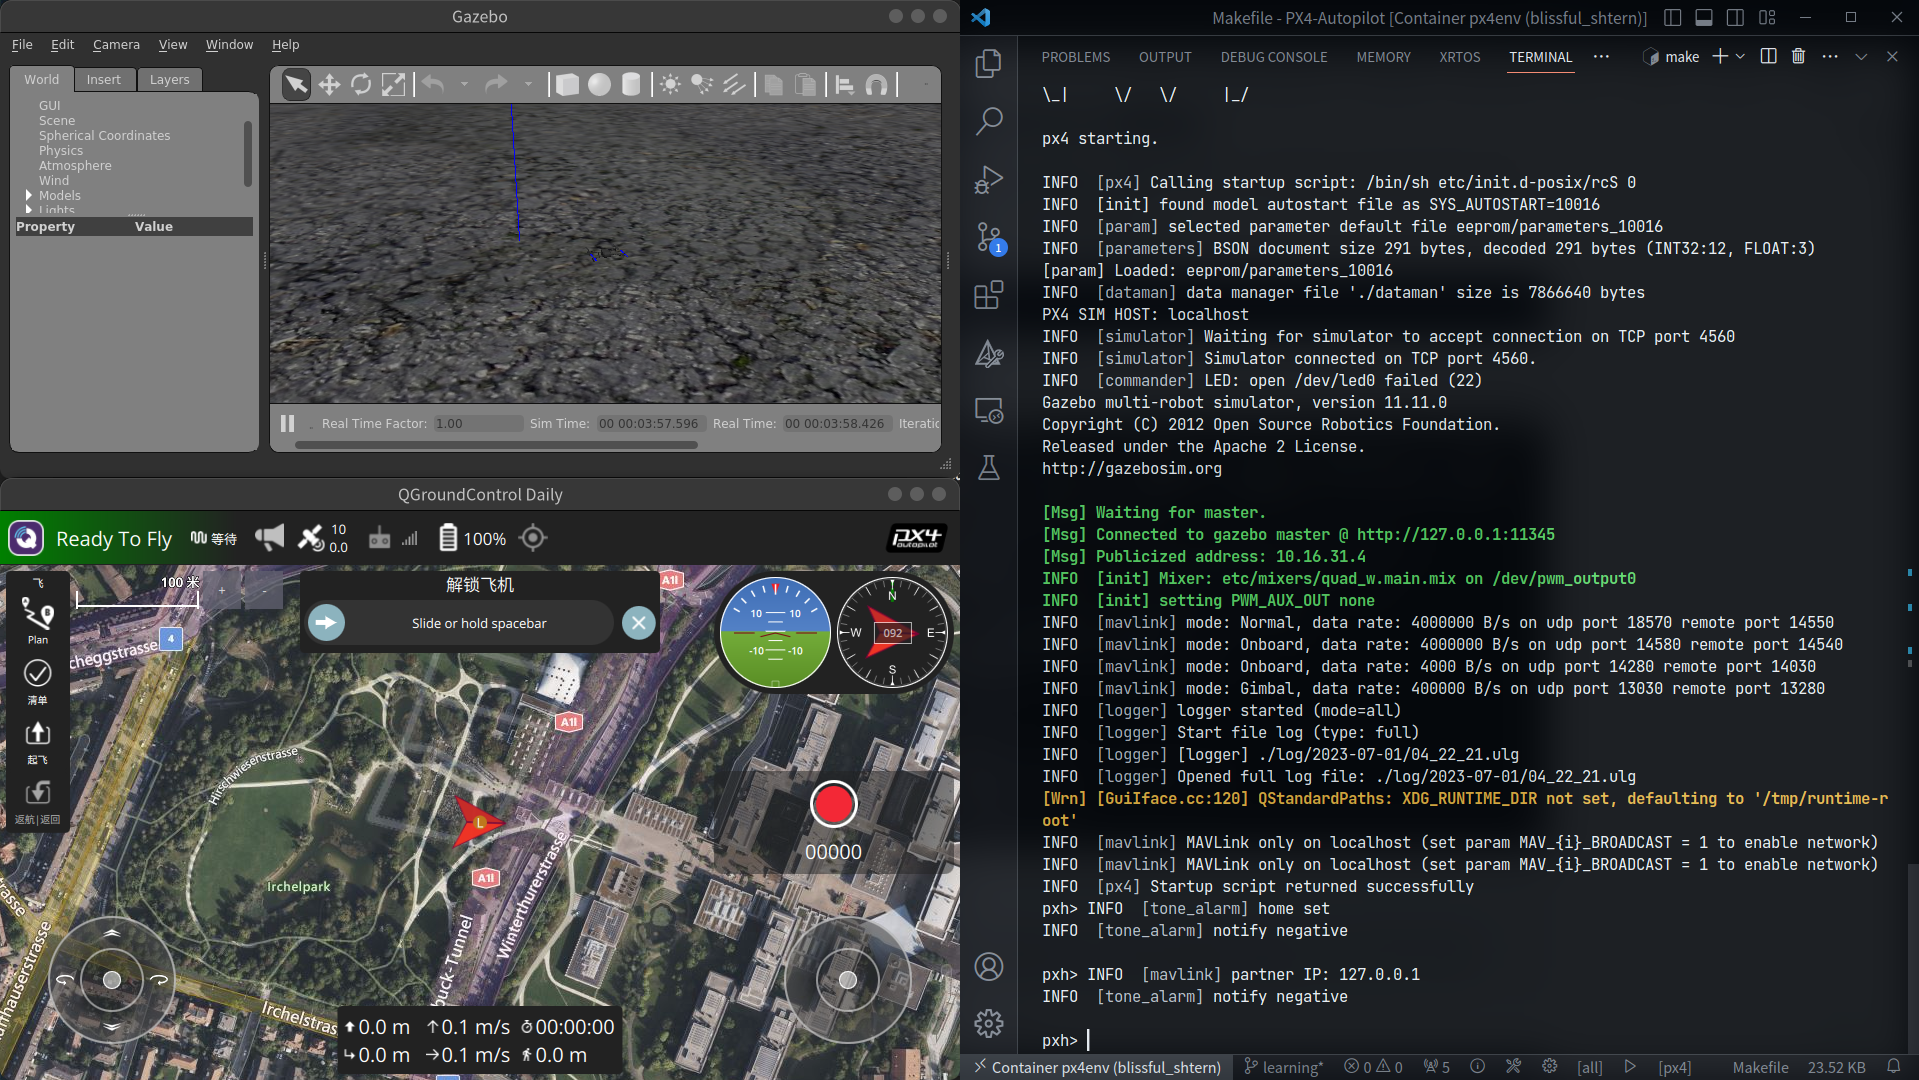 Gazebo
File Edit Camera View Window Help
World Insert Layers
GUI
Scene
Spherical Coordinates
Physics
Atmosphere
Wind
Models
Lights
Property Value
Real Time Factor: 1.00 Sim Time: 00 00:03:57.596 Real Time: 00 00:03:58.426 Iteratic
QGroundControl Daily
Ready To Fly 等待 10 0.0 100% PX4 autopilot
飞
Plan
清单
起飞
返航|返回
100 米
+ -
解锁飞机
Slide or hold spacebar
10 10
-10 -10
N
W 092 E
S
A1l
4
cheggstrasse
A1l
Hirschwiesenstrasse
L
00000
A1l
Irchelpark
Winterthurerstrasse
buck-Tunnel
Irchelstras
0.0 m 0.1 m/s 00:00:00
0.0 m 0.1 m/s 0.0 m
Makefile - PX4-Autopilot [Container px4env (blissful_shtern)]
PROBLEMS OUTPUT DEBUG CONSOLE MEMORY XRTOS TERMINAL ··· make
\_|     \/   \/     |_/
px4 starting.
INFO  [px4] Calling startup script: /bin/sh etc/init.d-posix/rcS 0
INFO  [init] found model autostart file as SYS_AUTOSTART=10016
INFO  [param] selected parameter default file eeprom/parameters_10016
INFO  [parameters] BSON document size 291 bytes, decoded 291 bytes (INT32:12, FLOAT:3)
[param] Loaded: eeprom/parameters_10016
INFO  [dataman] data manager file './dataman' size is 7866640 bytes
PX4 SIM HOST: localhost
INFO  [simulator] Waiting for simulator to accept connection on TCP port 4560
INFO  [simulator] Simulator connected on TCP port 4560.
INFO  [commander] LED: open /dev/led0 failed (22)
Gazebo multi-robot simulator, version 11.11.0
Copyright (C) 2012 Open Source Robotics Foundation.
Released under the Apache 2 License.
http://gazebosim.org
[Msg] Waiting for master.
[Msg] Connected to gazebo master @ http://127.0.0.1:11345
[Msg] Publicized address: 10.16.31.4
INFO  [init] Mixer: etc/mixers/quad_w.main.mix on /dev/pwm_output0
INFO  [init] setting PWM_AUX_OUT none
INFO  [mavlink] mode: Normal, data rate: 4000000 B/s on udp port 18570 remote port 14550
INFO  [mavlink] mode: Onboard, data rate: 4000000 B/s on udp port 14580 remote port 14540
INFO  [mavlink] mode: Onboard, data rate: 4000 B/s on udp port 14280 remote port 14030
INFO  [mavlink] mode: Gimbal, data rate: 400000 B/s on udp port 13030 remote port 13280
INFO  [logger] logger started (mode=all)
INFO  [logger] Start file log (type: full)
INFO  [logger] [logger] ./log/2023-07-01/04_22_21.ulg
INFO  [logger] Opened full log file: ./log/2023-07-01/04_22_21.ulg
[Wrn] [GuiIface.cc:120] QStandardPaths: XDG_RUNTIME_DIR not set, defaulting to '/tmp/runtime-r
oot'
INFO  [mavlink] MAVLink only on localhost (set param MAV_{i}_BROADCAST = 1 to enable network)
INFO  [mavlink] MAVLink only on localhost (set param MAV_{i}_BROADCAST = 1 to enable network)
INFO  [px4] Startup script returned successfully
pxh> INFO  [tone_alarm] home set
INFO  [tone_alarm] notify negative
pxh> INFO  [mavlink] partner IP: 127.0.0.1
INFO  [tone_alarm] notify negative
pxh>
1
Container px4env (blissful_shtern) learning* 0 0 5 [all] [px4] Makefile 23.52 KB